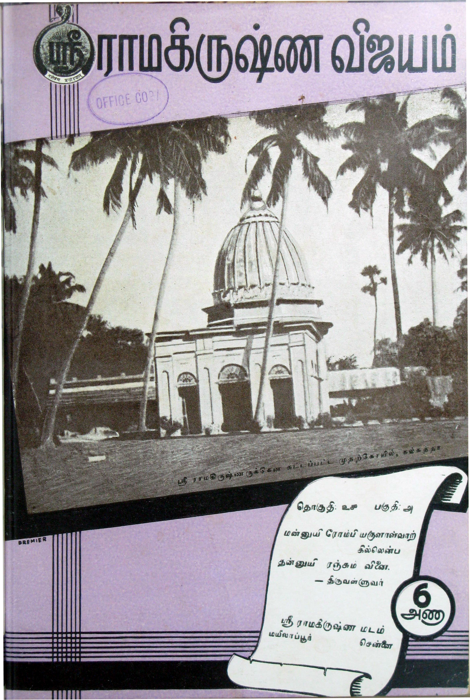 ஸ்ரீ ராமகிருஷ்ண விஜயம்
OFFICE COPY
ஸ்ரீ ராமகிருஷ்ணருக்கென கட்டப்பட்ட முதற்கோவில், கல்கத்தா
தொகுதி: உங பகுதி: அ
மன்னுயி ரோம்பி யருளாள்வாற்
கில்லென்ப
தன்னுயி ரஞ்சும் வினை.
— திருவள்ளுவர்
6
அணா
ஸ்ரீ ராமகிருஷ்ண மடம்
மயிலாப்பூர் சென்னை
PREMIER